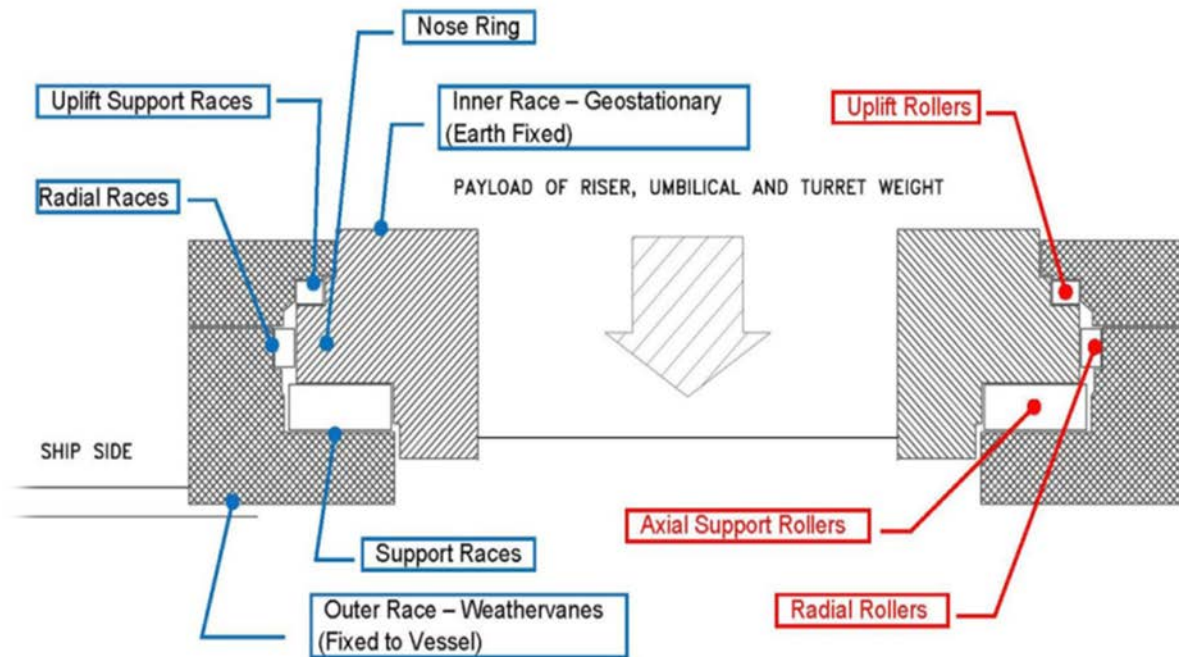 Nose Ring
Uplift Support Races
Inner Race – Geostationary
(Earth Fixed)
Uplift Rollers
Radial Races
PAYLOAD OF RISER, UMBILICAL AND TURRET WEIGHT
SHIP SIDE
Axial Support Rollers
Support Races
Radial Rollers
Outer Race – Weathervanes
(Fixed to Vessel)